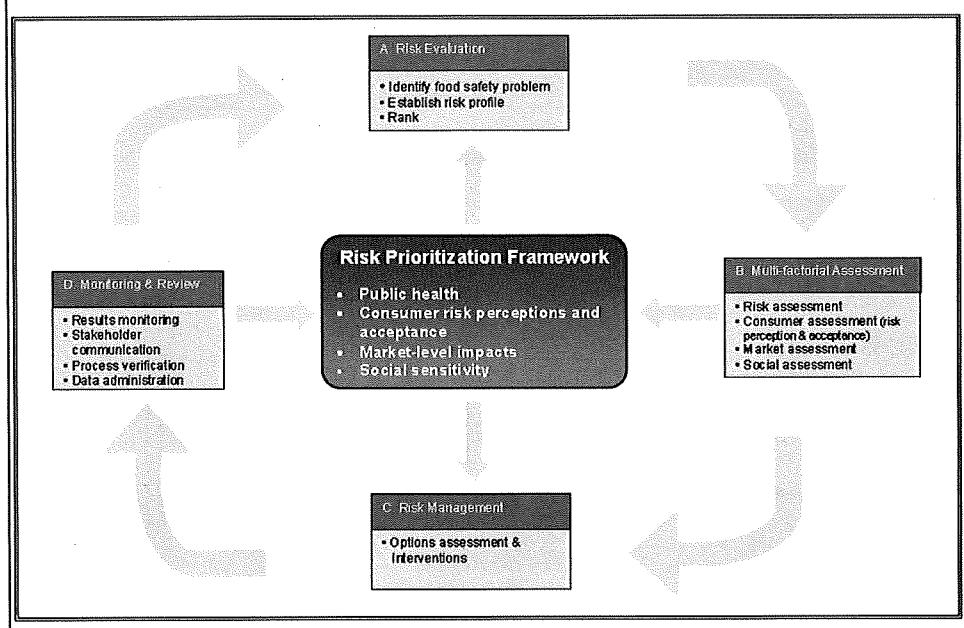 A. Risk Evaluation
• Identify food safety problem
• Establish risk profile
• Rank
Risk Prioritization Framework
• Public health
• Consumer risk perceptions and
acceptance
• Market-level impacts
• Social sensitivity
B. Multi-factorial Assessment
• Risk assessment
• Consumer assessment (risk
perception & acceptance)
• Market assessment
• Social assessment
C. Risk Management
• Options assessment &
Interventions
D. Monitoring & Review
• Results monitoring
• Stakeholder
communication
• Process verification
• Data administration